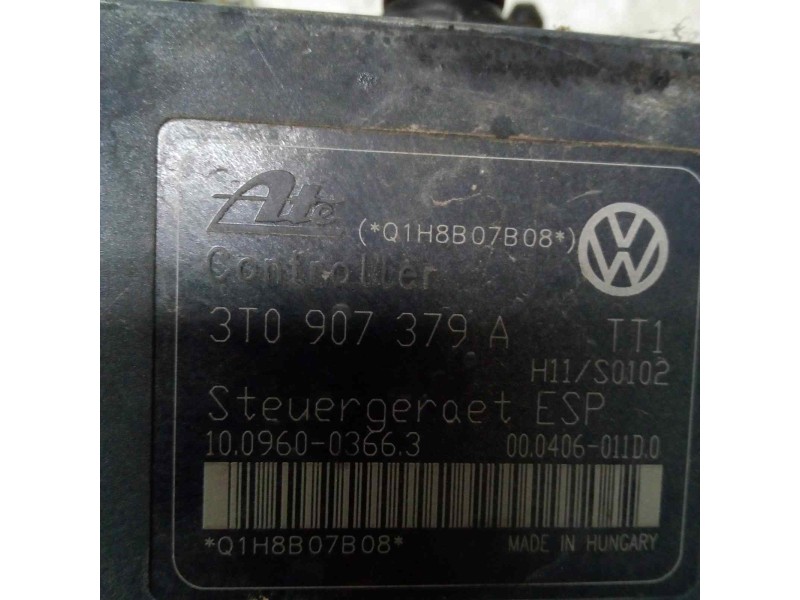 Ate (*Q1H8B07B08*)
Controller
3T0 907 379 A TT1
H11/S0102
Steuergeraet ESP
10.0960-0366.3 00.0406-011D.0
*Q1H8B07B08* MADE IN HUNGARY